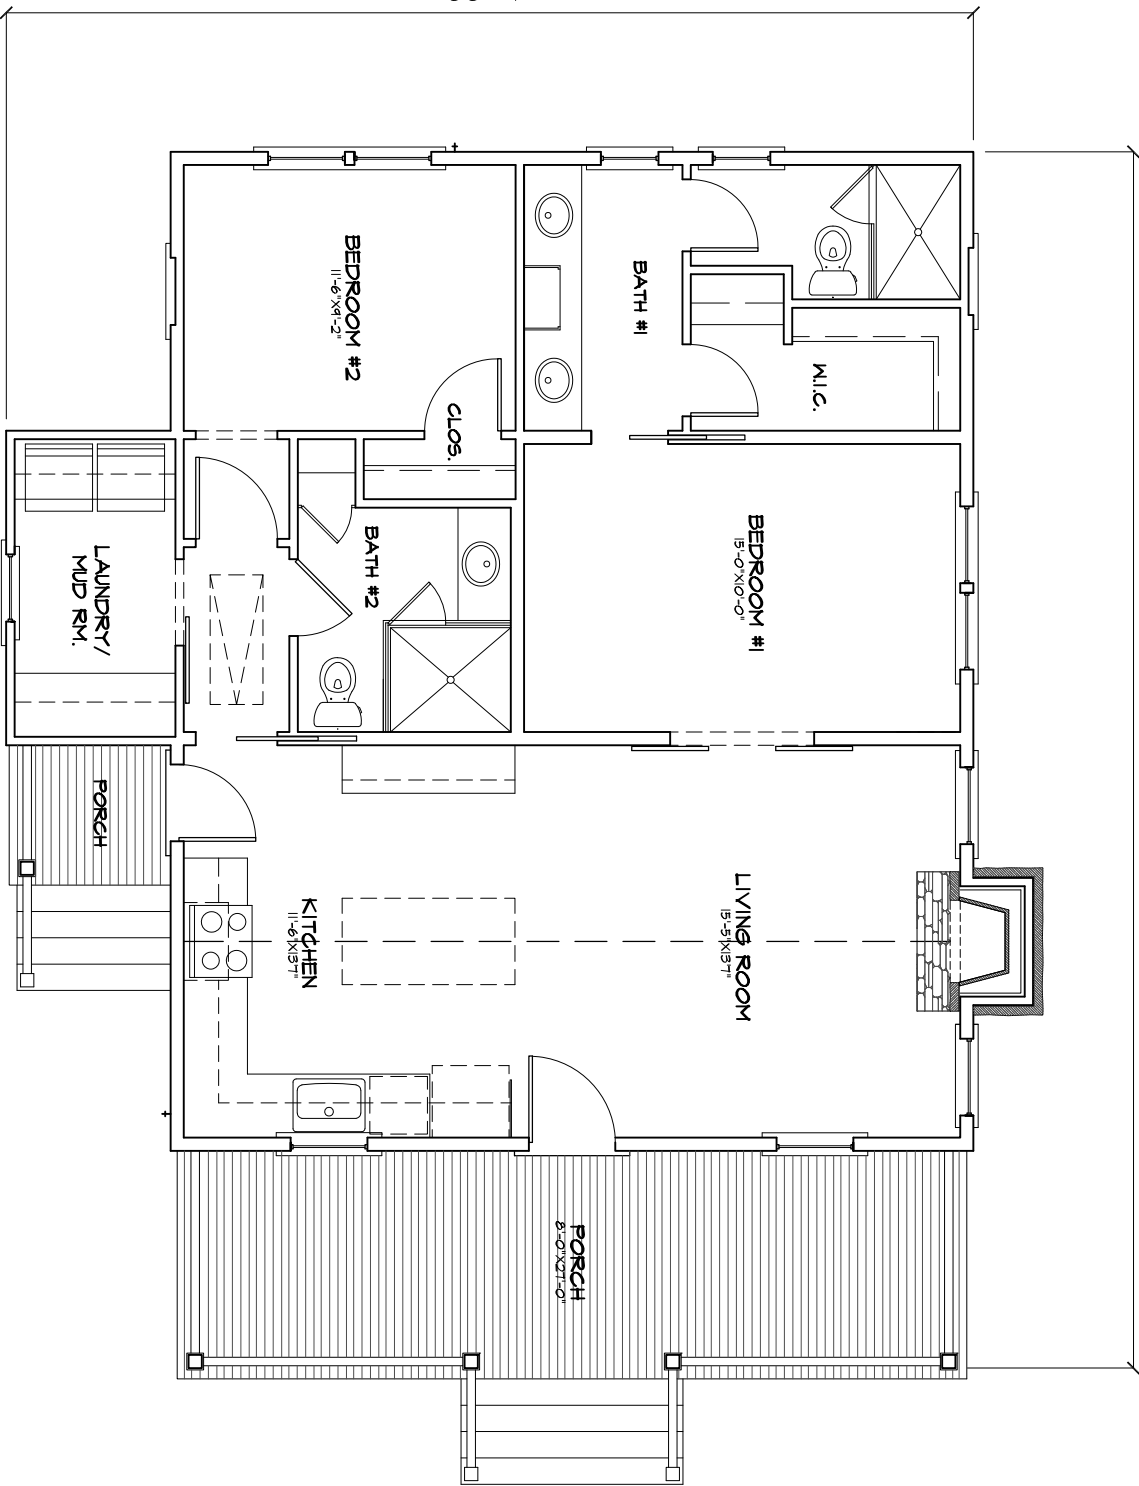 BEDROOM #2
11'-6"X9'-2"
BATH #1
W.I.C.
CLOS.
BATH #2
BEDROOM #1
15'-0"X10'-0"
LAUNDRY/
MUD RM.
PORCH
KITCHEN
11'-6"X13'7"
LIVING ROOM
15'-5"X13'7"
PORCH
8'-0"X27'-0"